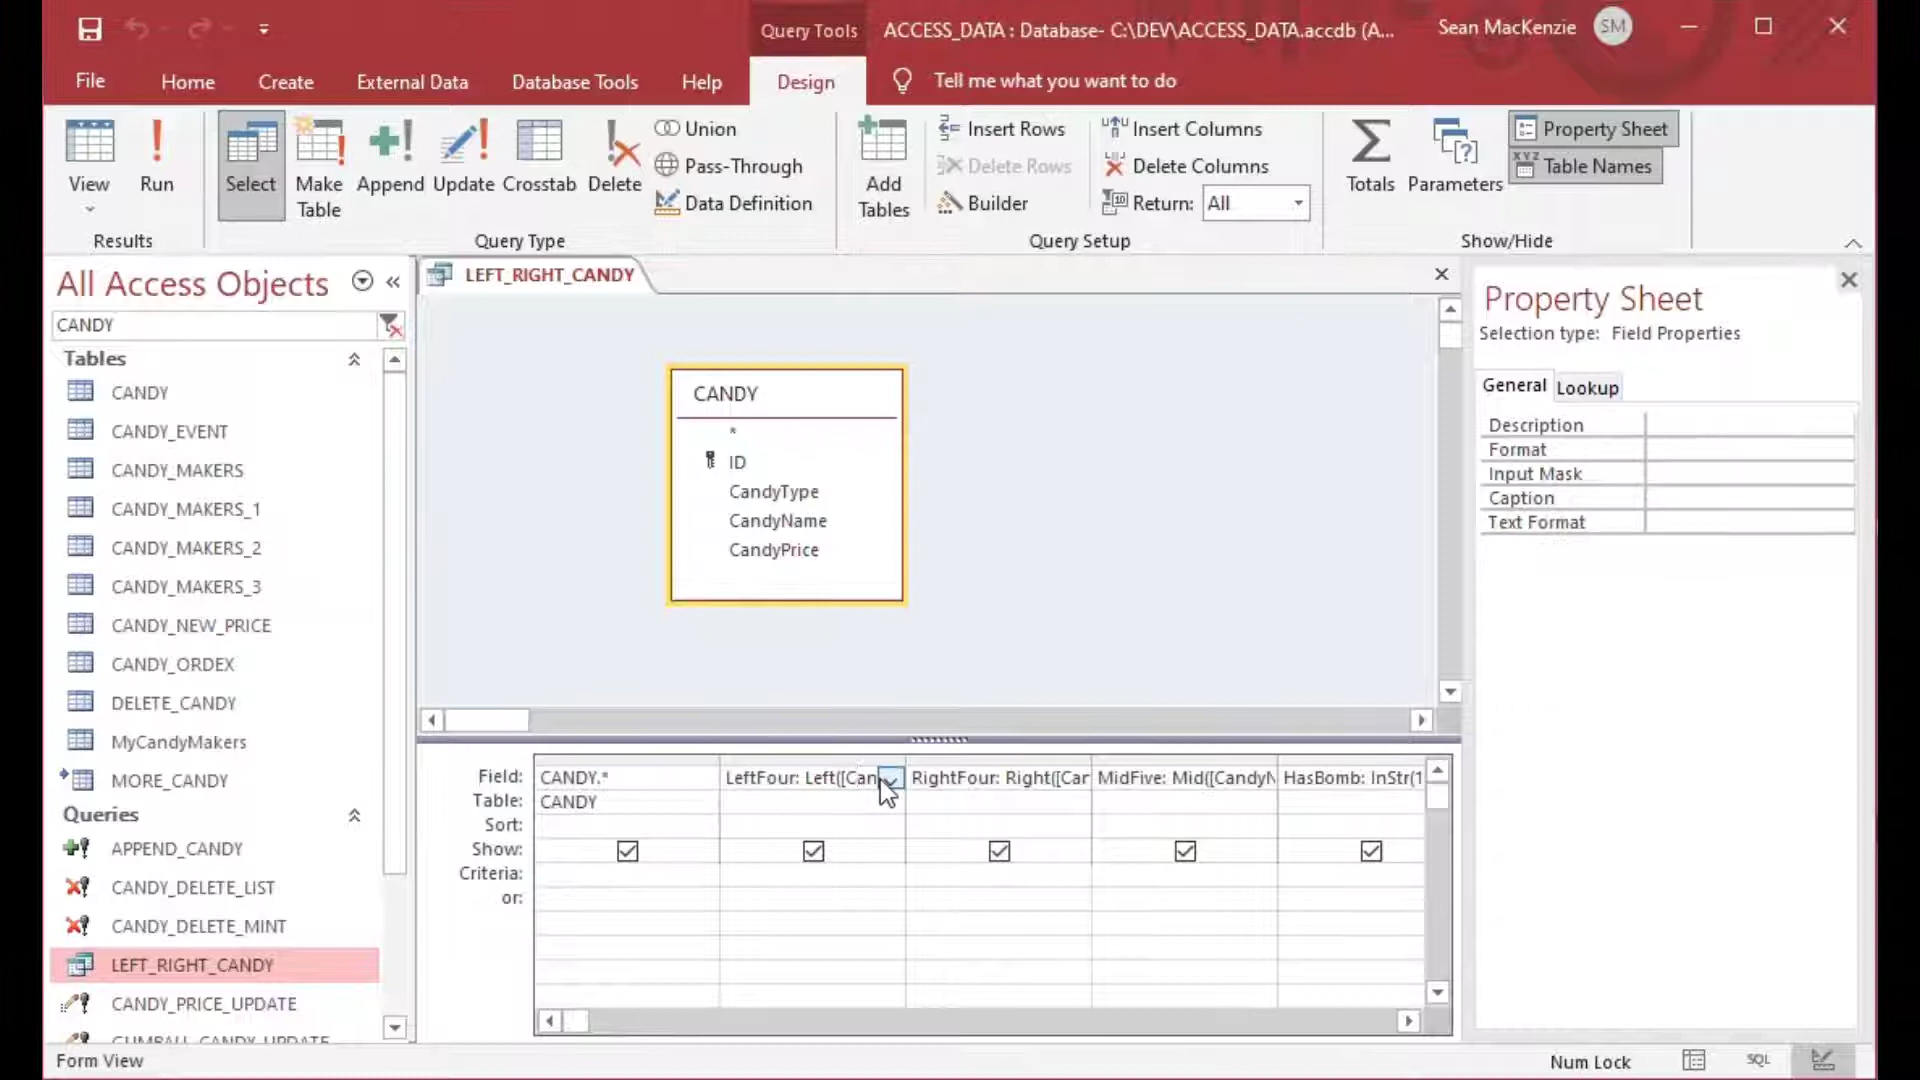 Query Tools
ACCESS_DATA : Database- C:\DEV\ACCESS_DATA.accdb (A...
Sean MacKenzie
SM
File
Home
Create
External Data
Database Tools
Help
Design
Tell me what you want to do
View
Run
Results
Select
Make Table
Append
Update
Crosstab
Delete
Union
Pass-Through
Data Definition
Query Type
Add Tables
Insert Rows
Delete Rows
Builder
Insert Columns
Delete Columns
Return: All
Query Setup
Totals
Parameters
Property Sheet
Table Names
Show/Hide
All Access Objects
CANDY
Tables
CANDY
CANDY_EVENT
CANDY_MAKERS
CANDY_MAKERS_1
CANDY_MAKERS_2
CANDY_MAKERS_3
CANDY_NEW_PRICE
CANDY_ORDEX
DELETE_CANDY
MyCandyMakers
MORE_CANDY
Queries
APPEND_CANDY
CANDY_DELETE_LIST
CANDY_DELETE_MINT
LEFT_RIGHT_CANDY
CANDY_PRICE_UPDATE
GUMBALL_CANDY_UPDATE
LEFT_RIGHT_CANDY
CANDY
*
ID
CandyType
CandyName
CandyPrice
Field: CANDY.* LeftFour: Left([Can RightFour: Right([Car MidFive: Mid([CandyN HasBomb: InStr(1
Table: CANDY
Sort:
Show:
Criteria:
or:
Property Sheet
Selection type: Field Properties
General
Lookup
Description
Format
Input Mask
Caption
Text Format
Form View
Num Lock
SQL